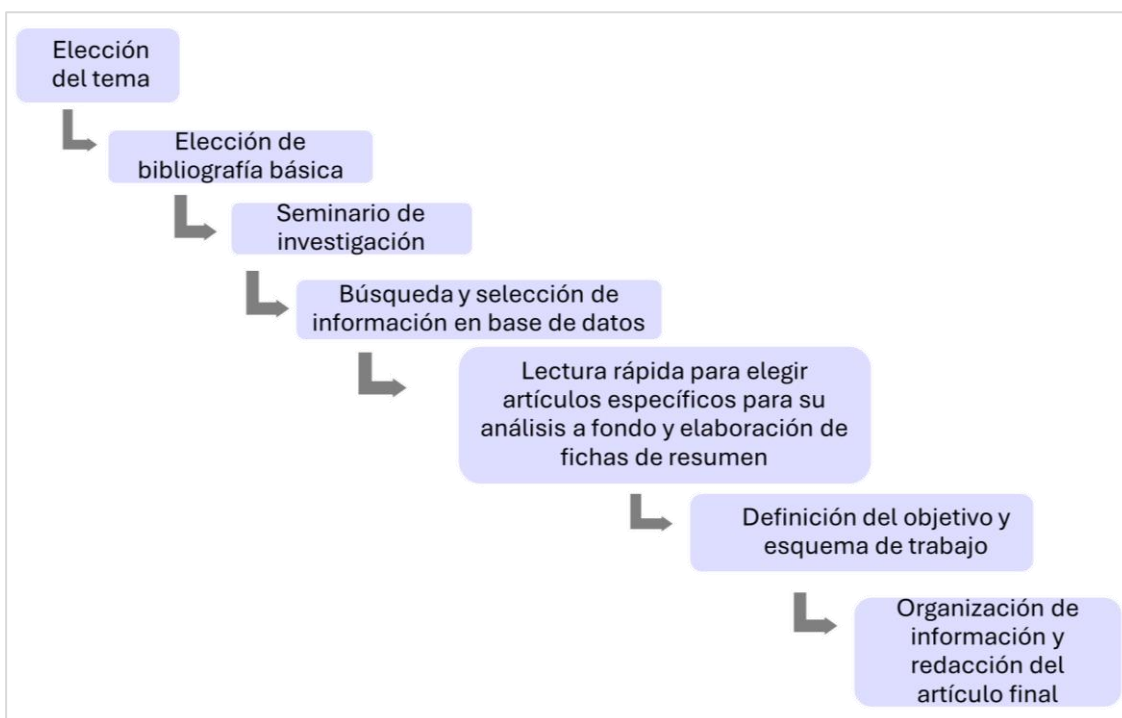 Elección
del tema
Elección de
bibliografía básica
Seminario de
investigación
Búsqueda y selección de
información en base de datos
Lectura rápida para elegir
artículos específicos para su
análisis a fondo y elaboración de
fichas de resumen
Definición del objetivo y
esquema de trabajo
Organización de
información y
redacción del
artículo final